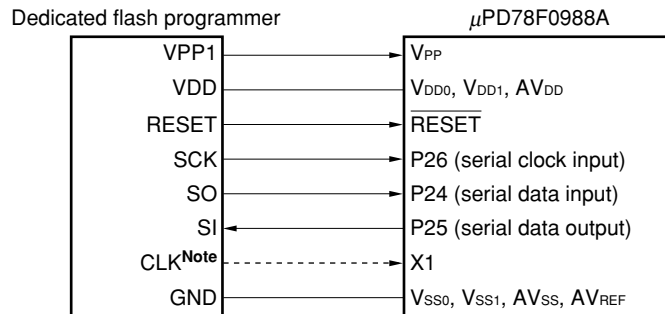 Dedicated flash programmer
μPD78F0988A
VPP1
VPP
VDD
VDD0, VDD1, AVDD
RESET
RESET
SCK
P26 (serial clock input)
SO
P24 (serial data input)
SI
P25 (serial data output)
CLKNote
X1
GND
VSS0, VSS1, AVSS, AVREF